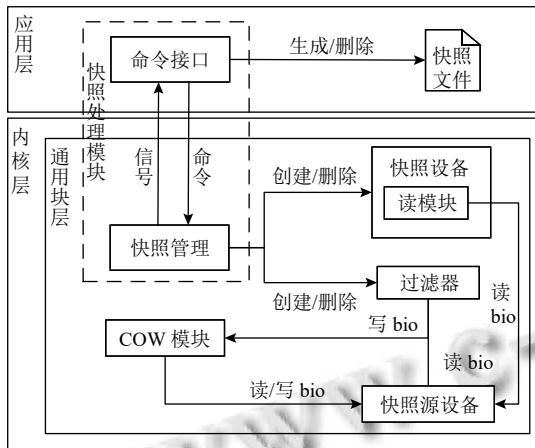 应用层
快照处理模块
命令接口
生成/删除
快照
文件
内核层
通用块层
信号
命令
快照管理
创建/删除
快照设备
读模块
创建/删除
过滤器
写 bio
读
bio
COW 模块
读 bio
读/写 bio
快照源设备